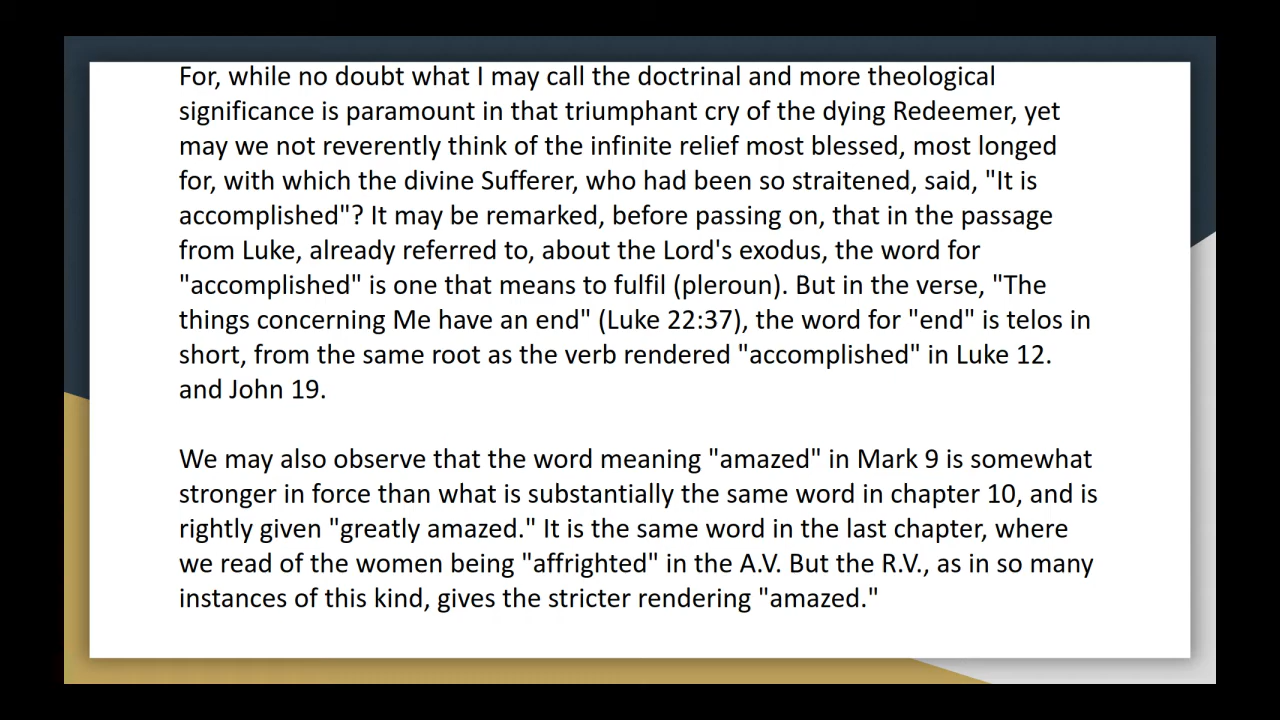 For, while no doubt what I may call the doctrinal and more theological
significance is paramount in that triumphant cry of the dying Redeemer, yet
may we not reverently think of the infinite relief most blessed, most longed
for, with which the divine Sufferer, who had been so straitened, said, "It is
accomplished"? It may be remarked, before passing on, that in the passage
from Luke, already referred to, about the Lord's exodus, the word for
"accomplished" is one that means to fulfil (pleroun). But in the verse, "The
things concerning Me have an end" (Luke 22:37), the word for "end" is telos in
short, from the same root as the verb rendered "accomplished" in Luke 12.
and John 19.

We may also observe that the word meaning "amazed" in Mark 9 is somewhat
stronger in force than what is substantially the same word in chapter 10, and is
rightly given "greatly amazed." It is the same word in the last chapter, where
we read of the women being "affrighted" in the A.V. But the R.V., as in so many
instances of this kind, gives the stricter rendering "amazed."